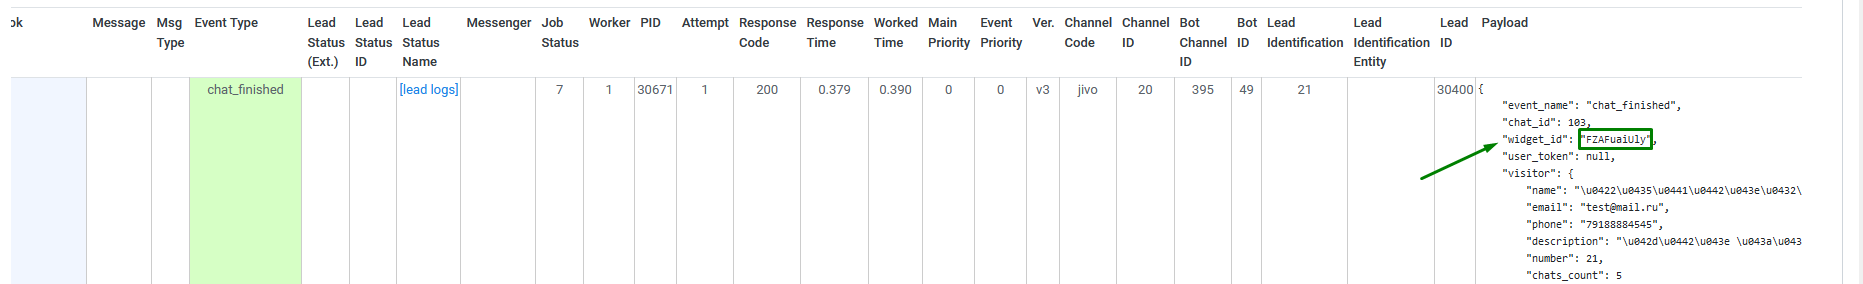 ok Message Msg Type Event Type Lead Status (Ext.) Lead Status ID Lead Status Name Messenger Job Status Worker PID Attempt Response Code Response Time Worked Time Main Priority Event Priority Ver. Channel Code Channel ID Bot Channel ID Bot ID Lead Identification Lead Identification Entity Lead ID Payload
chat_finished [lead logs] 7 1 30671 1 200 0.379 0.390 0 0 v3 jivo 20 395 49 21 30400 {
"event_name": "chat_finished",
"chat_id": 103,
"widget_id": "FZAFuaiUly",
"user_token": null,
"visitor": {
"name": "\u0422\u0435\u0441\u0442\u043e\u0432\
"email": "test@mail.ru",
"phone": "79188884545",
"description": "\u042d\u0442\u043e \u043a\u043
"number": 21,
"chats_count": 5